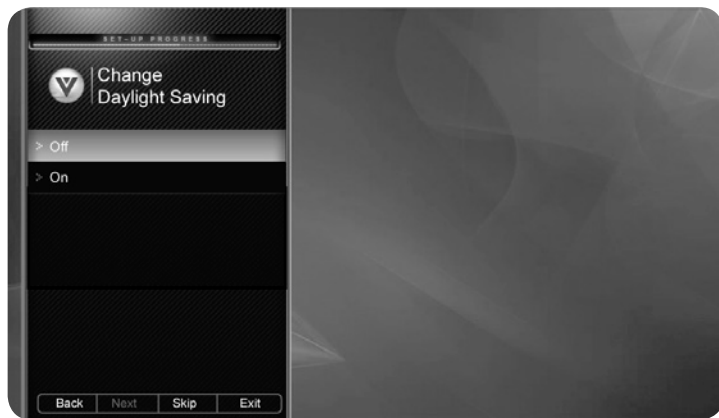 SET-UP PROGRESS
Change
Daylight Saving
> Off
> On
Back Next Skip Exit